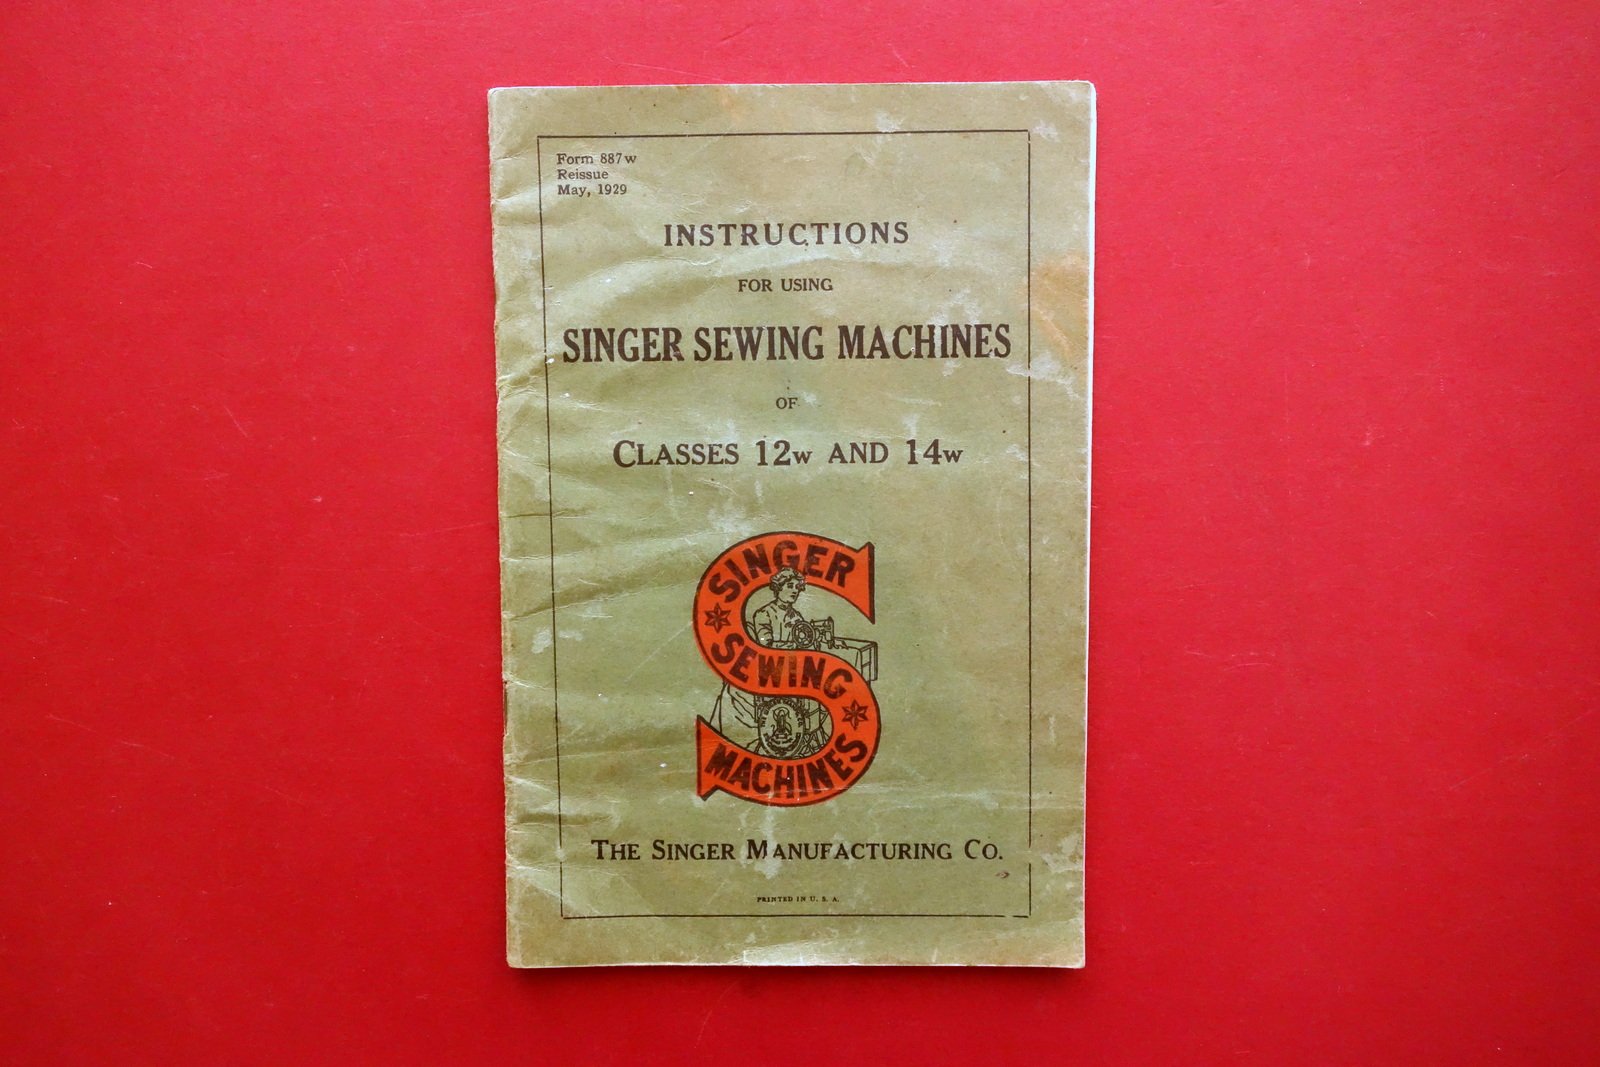 Form 887w
Reissue
May, 1929
INSTRUCTIONS
FOR USING
SINGER SEWING MACHINES
OF
CLASSES 12w AND 14w
SINGER
SEWING
MACHINES
THE SINGER MANUFACTURING CO.
PRINTED IN U. S. A.